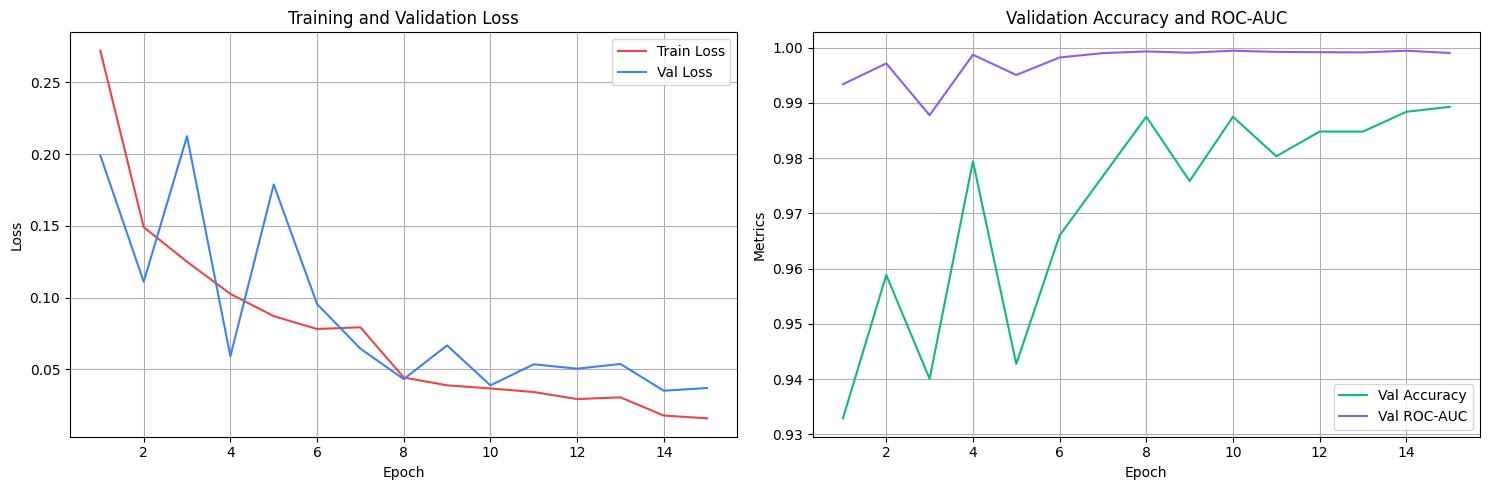 Training and Validation Loss
Train Loss
Val Loss
0.25
0.20
0.15
0.10
0.05
Loss
2 4 6 8 10 12 14
Epoch
Validation Accuracy and ROC-AUC
1.00
0.99
0.98
0.97
0.96
0.95
0.94
0.93
Metrics
Val Accuracy
Val ROC-AUC
2 4 6 8 10 12 14
Epoch